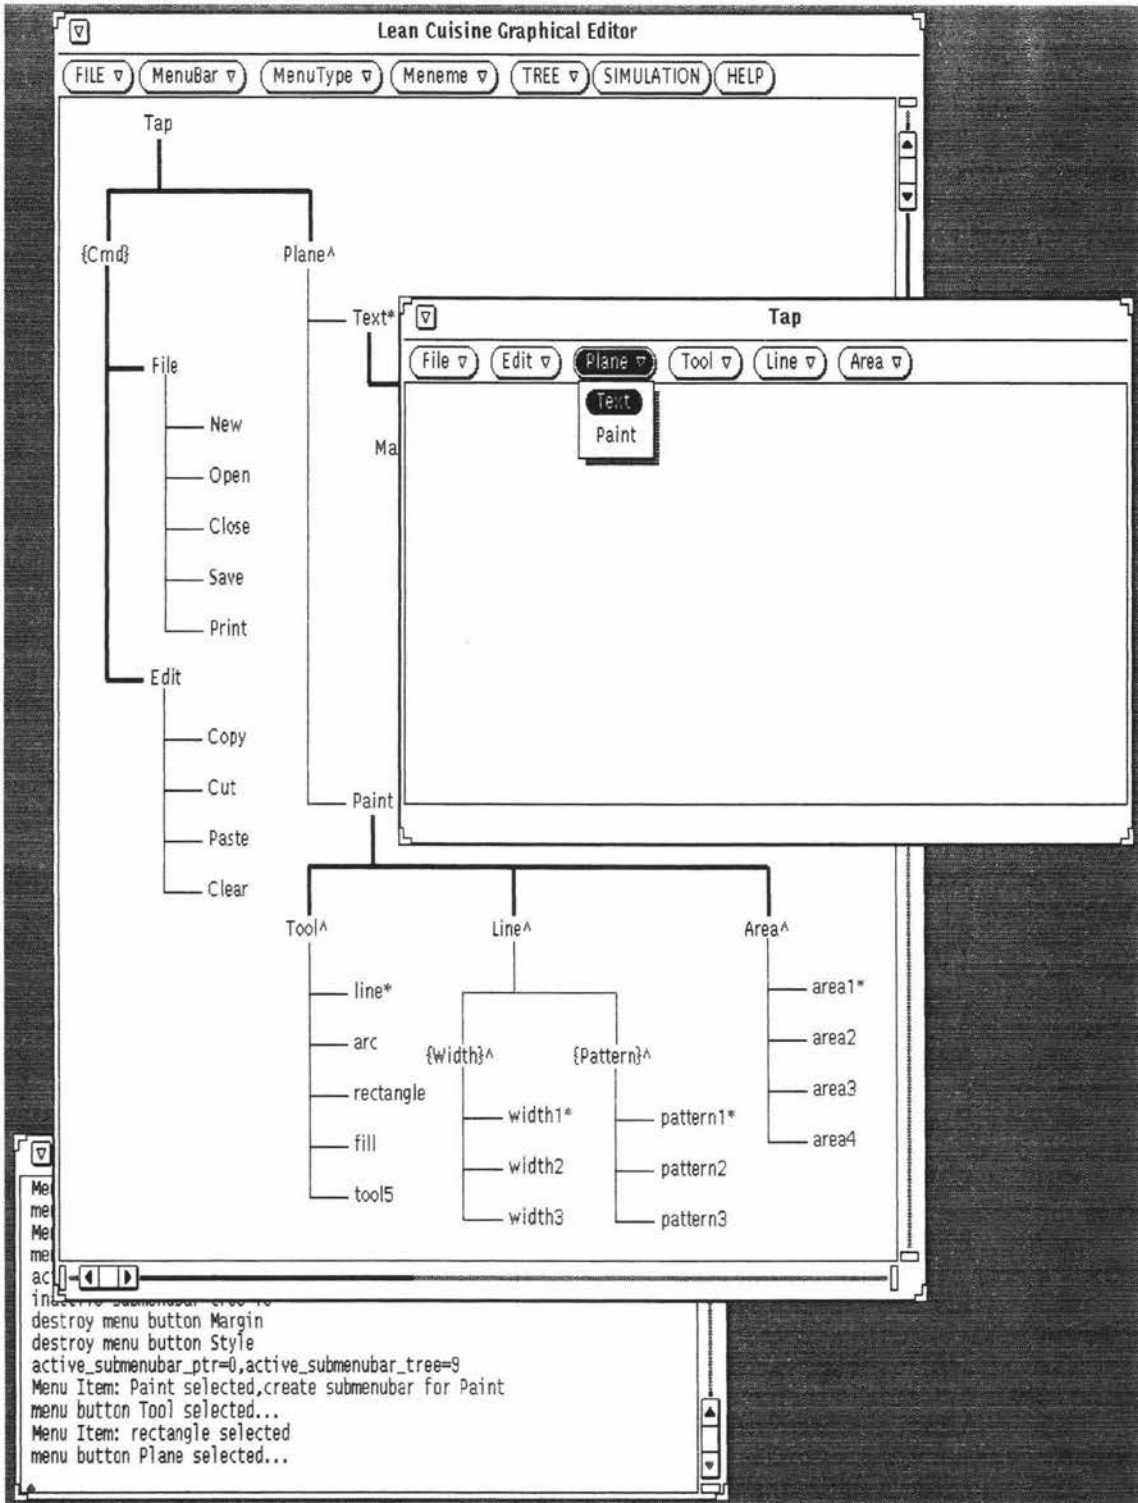 Lean Cuisine Graphical Editor
FILE MenuBar MenuType Meneme TREE SIMULATION HELP
Tap
{Cmd} Plane^
Text*
Ma
File
New
Open
Close
Save
Print
Edit
Copy
Cut
Paste
Clear
Paint
Tool^ Line^ Area^
line*
arc
rectangle
fill
tool5
{Width}^ {Pattern}^
width1*
width2
width3
pattern1*
pattern2
pattern3
area1*
area2
area3
area4
Tap
File Edit Plane Tool Line Area
Text
Paint
destroy menu button Margin
destroy menu button Style
active_submenubar_ptr=0,active_submenubar_tree=9
Menu Item: Paint selected,create submenubar for Paint
menu button Tool selected...
Menu Item: rectangle selected
menu button Plane selected...